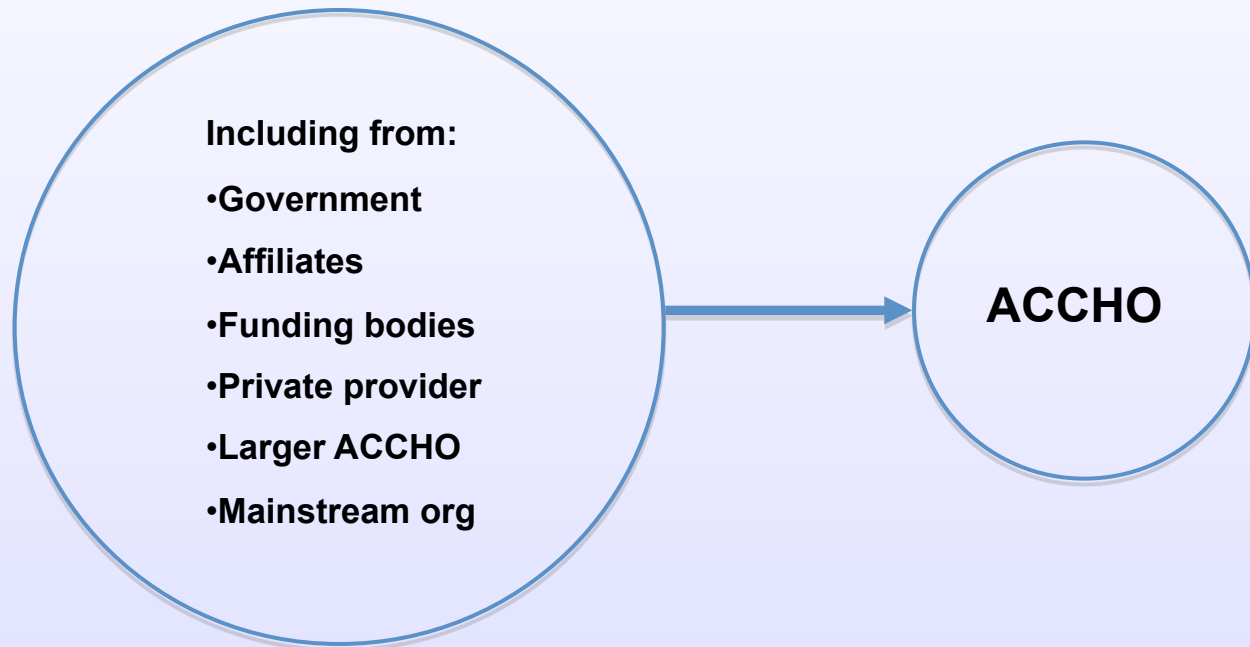 Including from:
•Government
•Affiliates
•Funding bodies
•Private provider
•Larger ACCHO
•Mainstream org
ACCHO